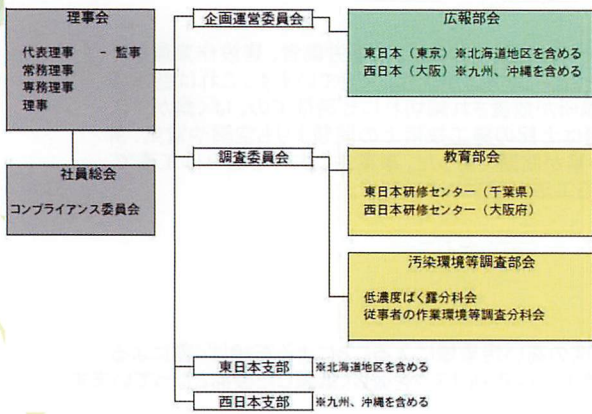 理事会
代表理事　- 監事
常務理事
専務理事
理事
社員総会
コンプライアンス委員会
企画運営委員会
広報部会
東日本（東京）※北海道地区を含める
西日本（大阪）※九州、沖縄を含める
調査委員会
教育部会
東日本研修センター（千葉県）
西日本研修センター（大阪府）
汚染環境等調査部会
低濃度ばく露分科会
従事者の作業環境等調査分科会
東日本支部　※北海道地区を含める
西日本支部　※九州、沖縄を含める